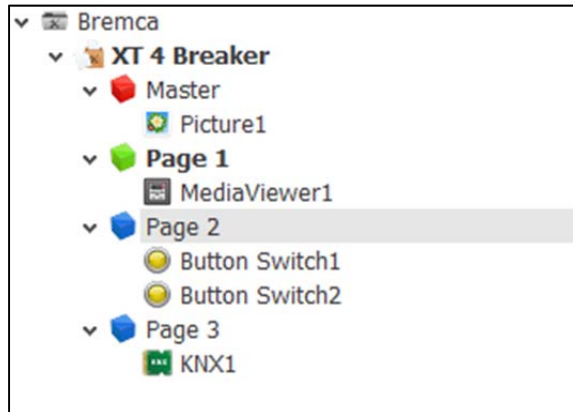 Bremca
XT 4 Breaker
Master
Picture1
Page 1
MediaViewer1
Page 2
Button Switch1
Button Switch2
Page 3
KNX1